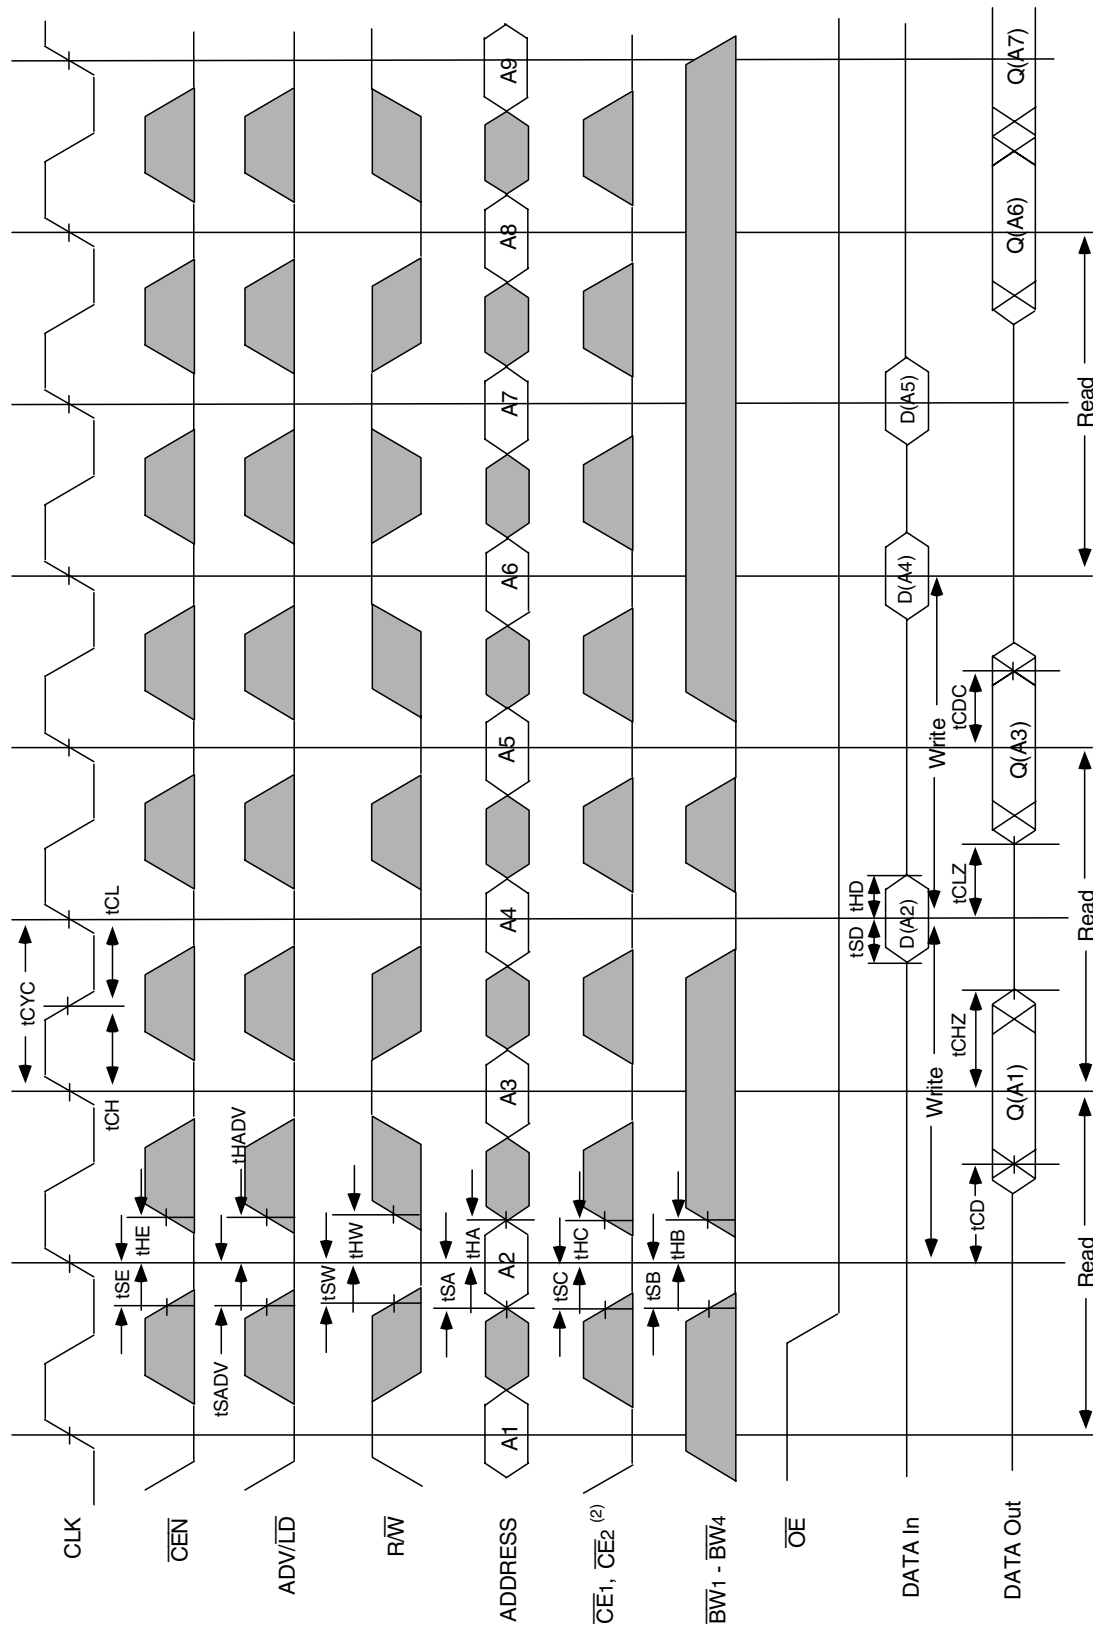 CLK
tCYC
tCH
tCL
CEN
tSE
tHE
ADV/LD
tSADV
tHADV
R/W
tSW
tHW
ADDRESS
A1
A2
A3
A4
A5
A6
A7
A8
A9
tSA
tHA
CE1, CE2 (2)
tSC
tHC
BW1 - BW4
tSB
tHB
OE
DATA In
D(A2)
D(A4)
D(A5)
tSD
tHD
Write
Write
DATA Out
tCD
Q(A1)
tCHZ
tCLZ
Q(A3)
tCDC
Q(A6)
Q(A7)
Read
Read
Read